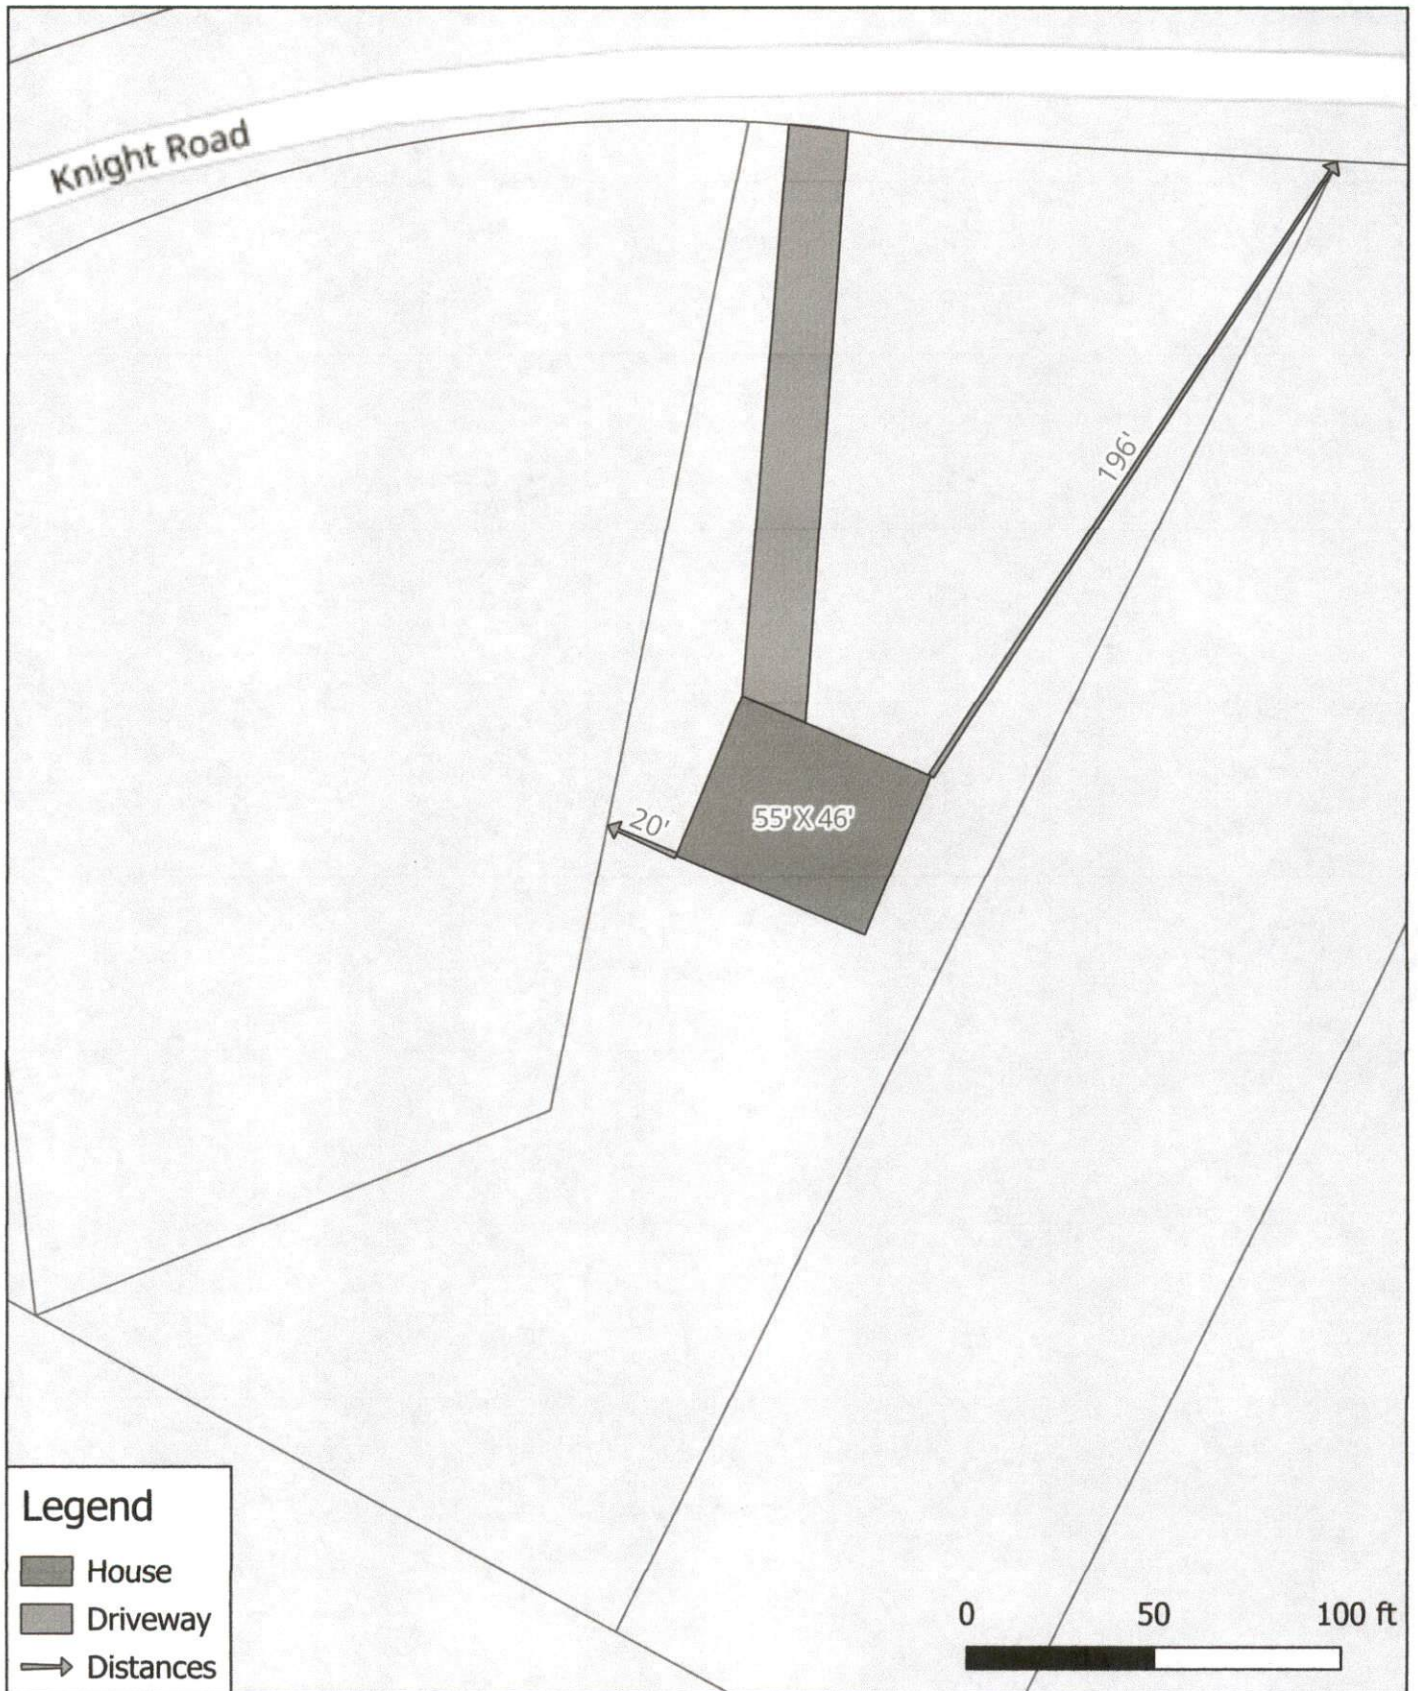 Knight Road
196'
20'
55' X 46'
Legend
House
Driveway
Distances
0 50 100 ft